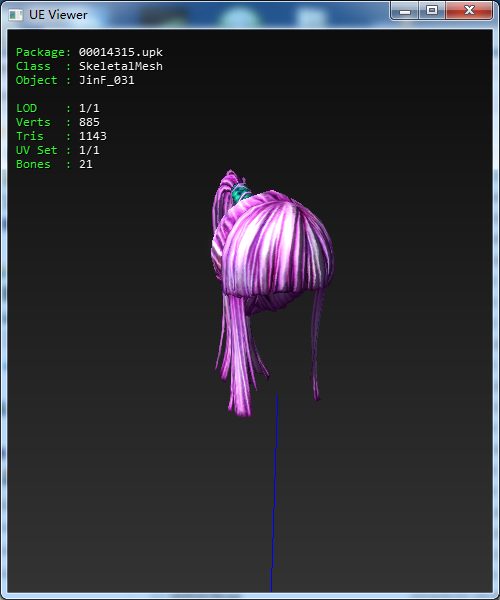 UE Viewer
Package: 00014315.upk
Class  : SkeletalMesh
Object : JinF_031
LOD    : 1/1
Verts  : 885
Tris   : 1143
UV Set : 1/1
Bones  : 21